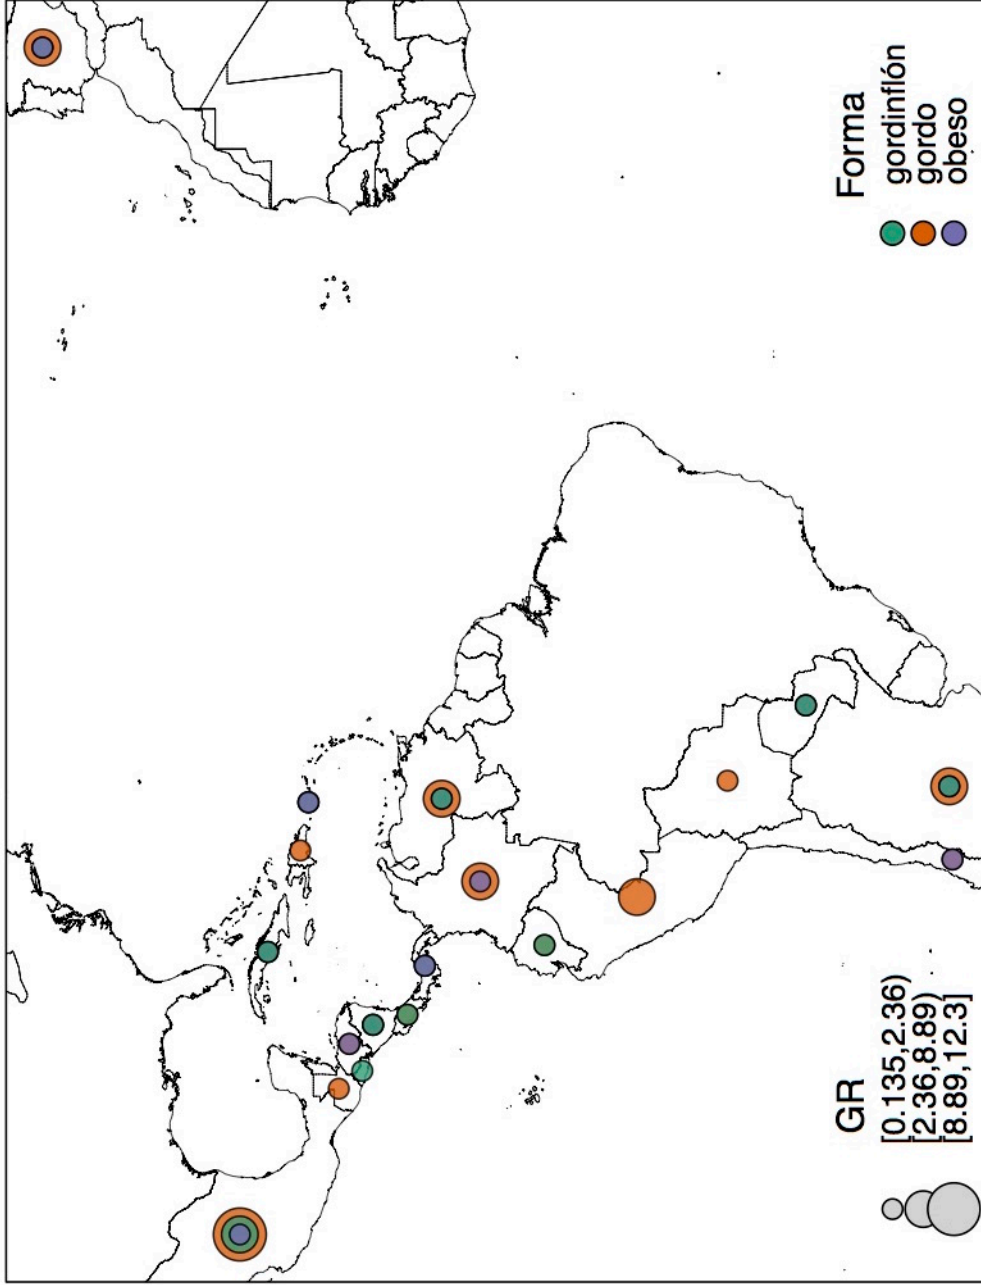 GR
[0.135,2.36)
[2.36,8.89)
[8.89,12.3]
Forma
gordinflón
gordo
obeso